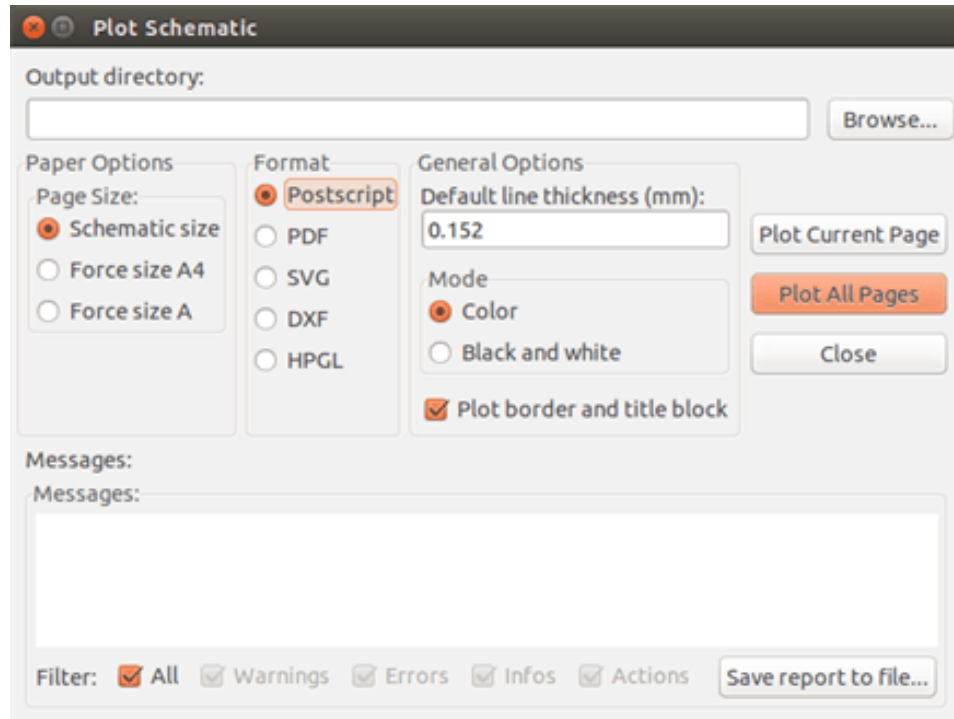 Plot Schematic
Output directory:
Browse...
Paper Options
Page Size:
Schematic size
Force size A4
Force size A
Format
Postscript
PDF
SVG
DXF
HPGL
General Options
Default line thickness (mm):
0.152
Mode
Color
Black and white
Plot border and title block
Plot Current Page
Plot All Pages
Close
Messages:
Messages:
Filter: All Warnings Errors Infos Actions Save report to file...